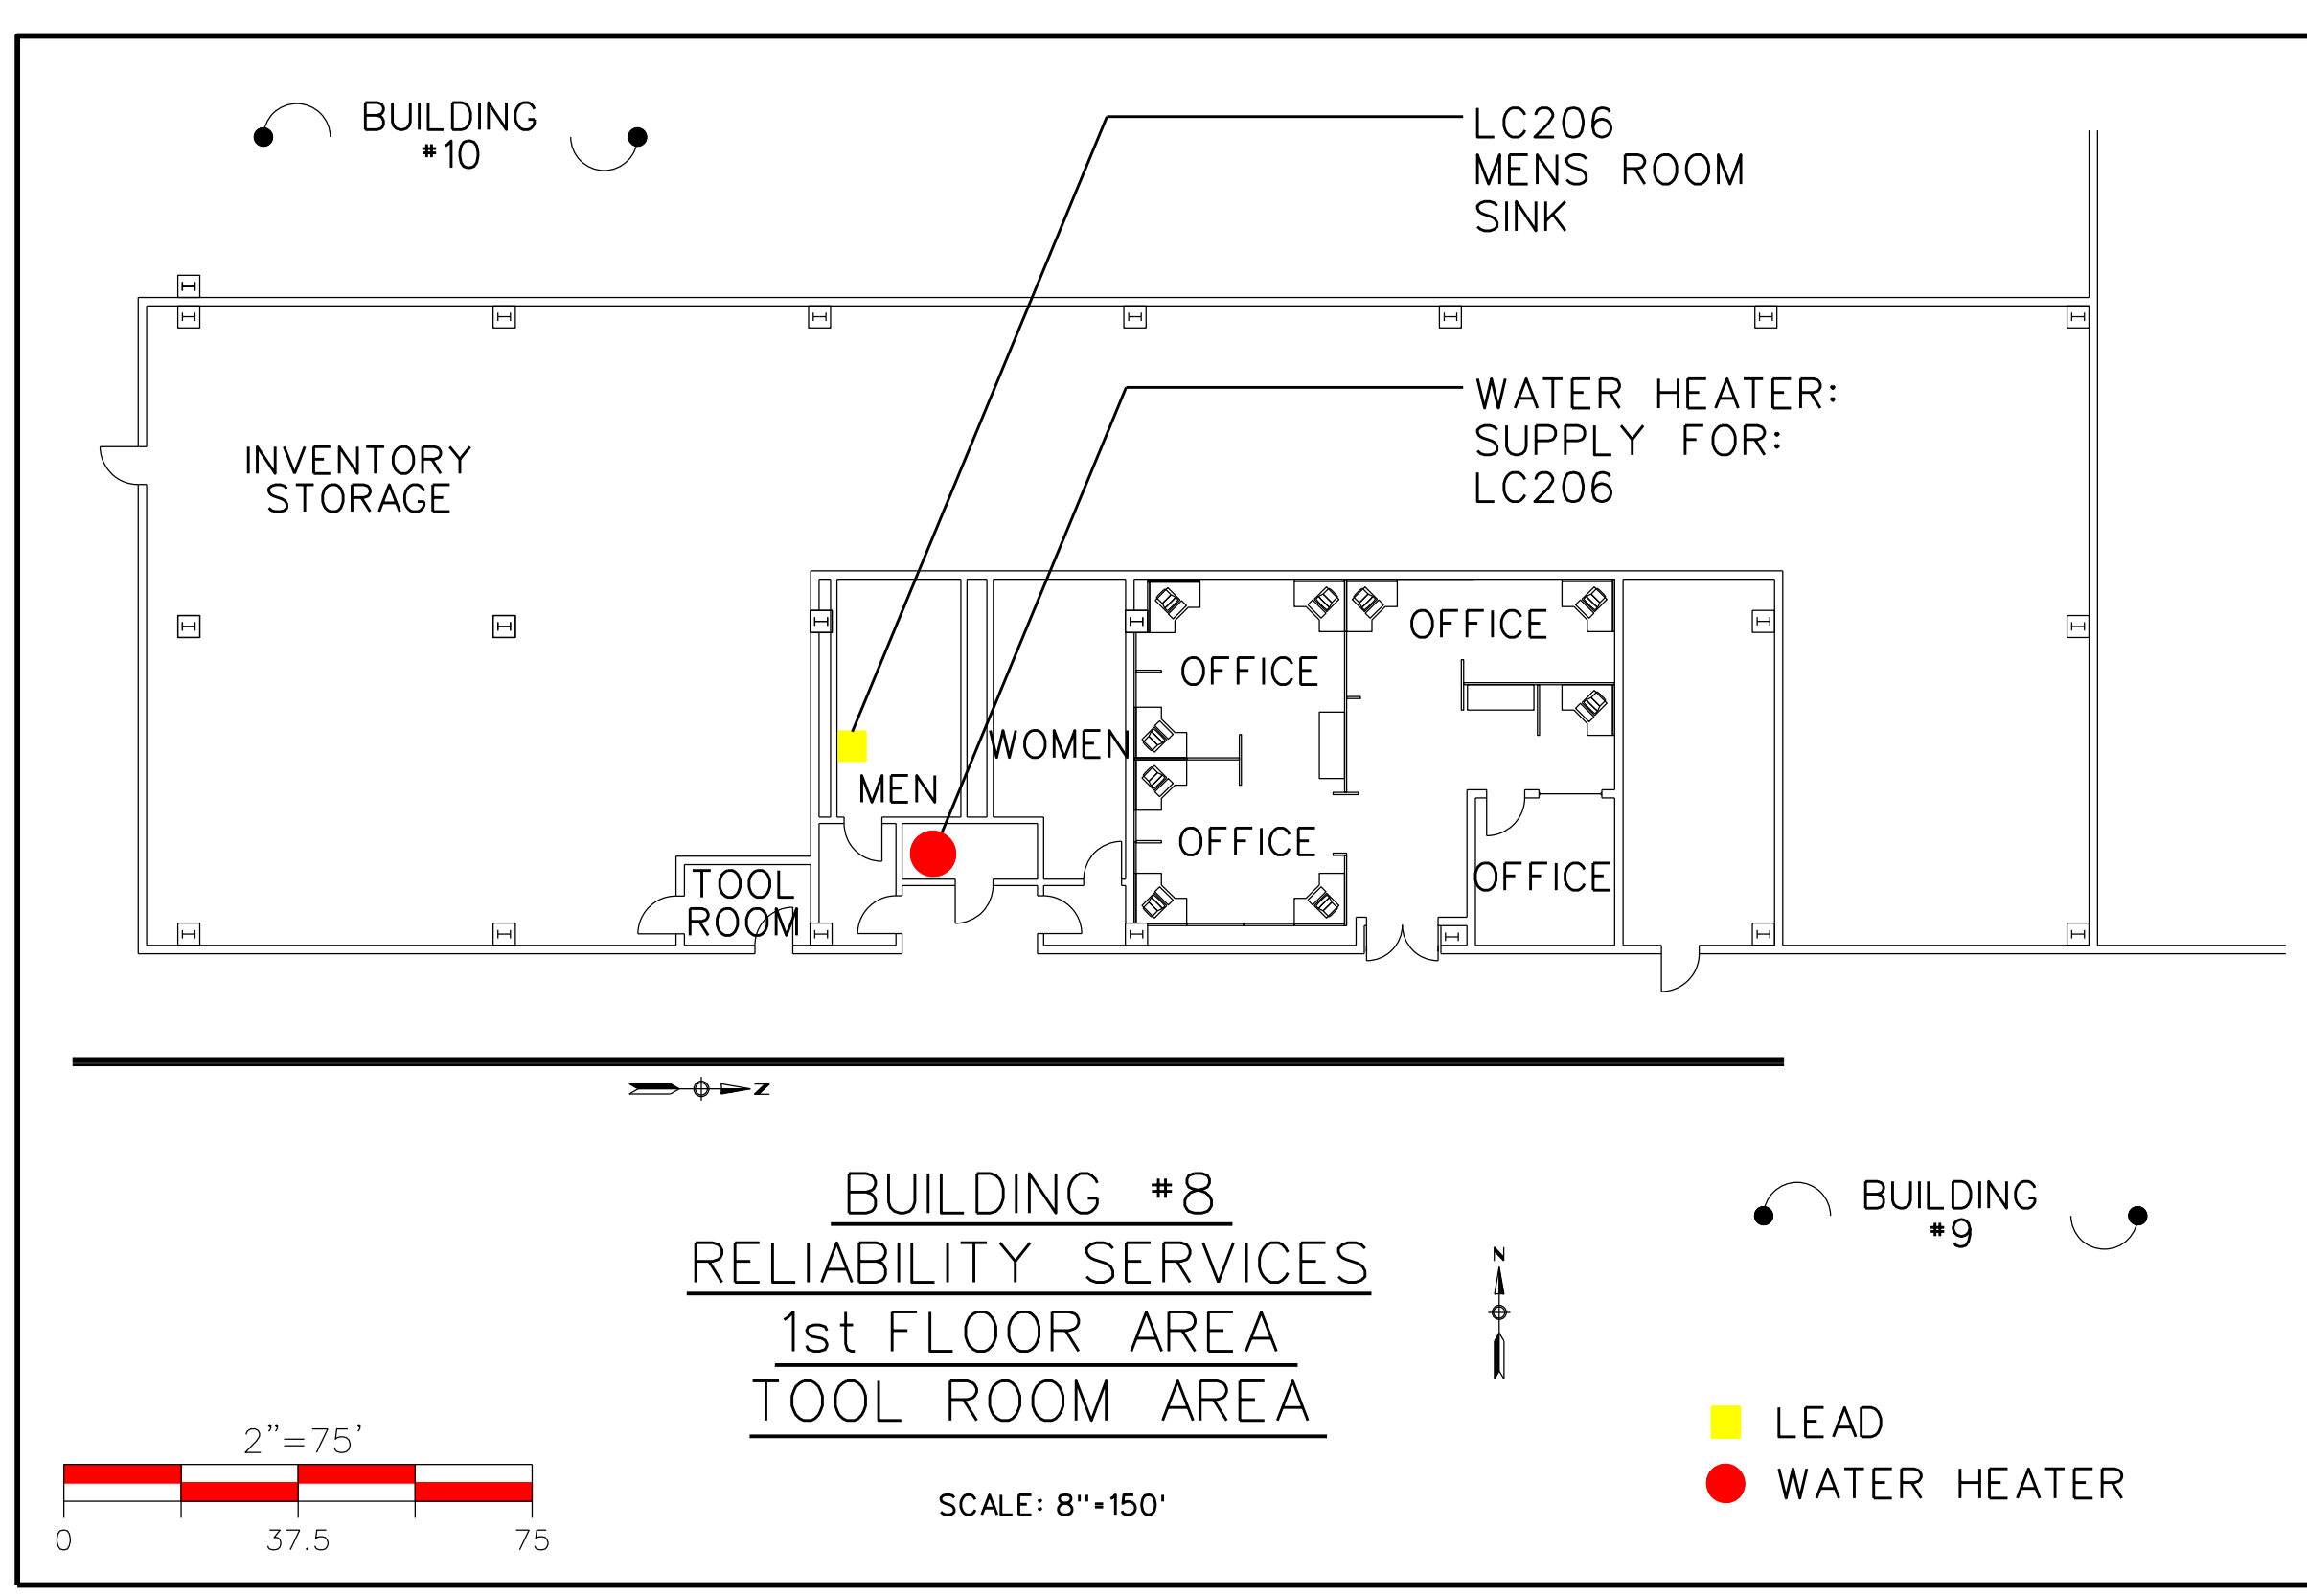 BUILDING
#10
LC206
MENS ROOM
SINK
WATER HEATER:
SUPPLY FOR:
LC206
INVENTORY
STORAGE
OFFICE
OFFICE
WOMEN
MEN
OFFICE
OFFICE
TOOL
ROOM
N
BUILDING #8
RELIABILITY SERVICES
1st FLOOR AREA
TOOL ROOM AREA
SCALE: 8"=150'
BUILDING
#9
N
LEAD
WATER HEATER
2"=75'
0 37.5 75